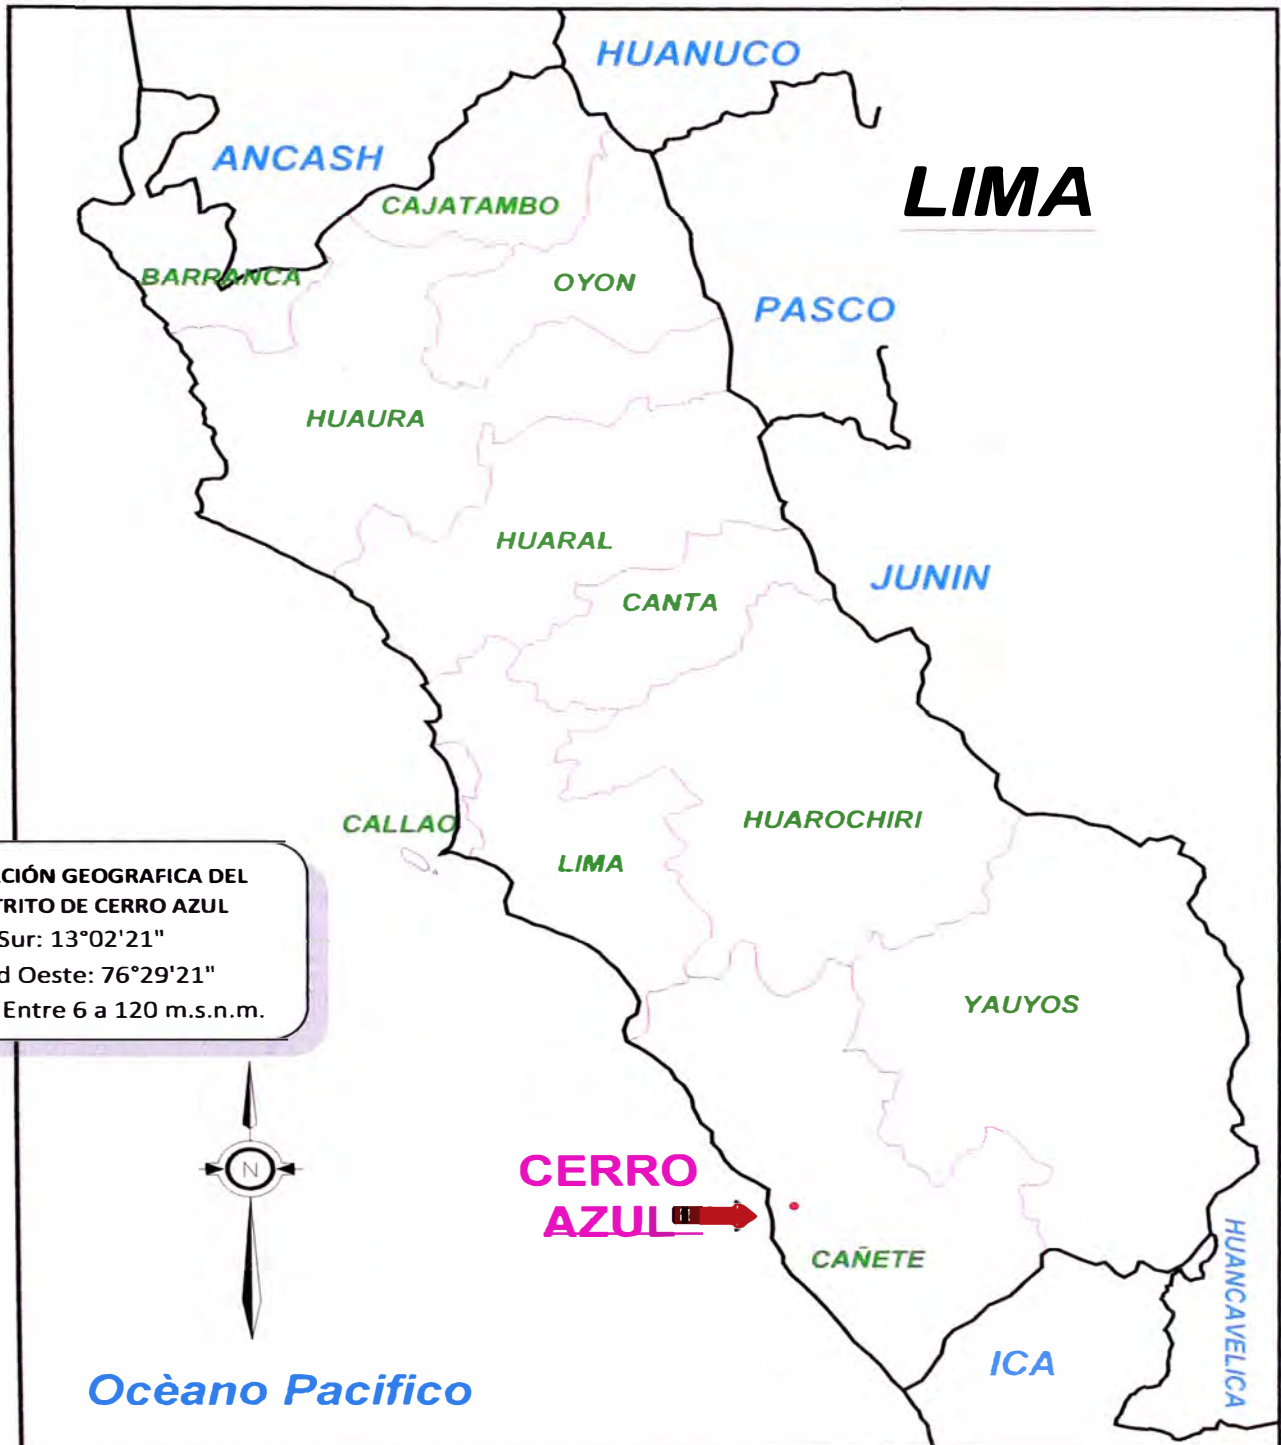 HUANUCO
ANCASH
LIMA
CAJATAMBO
BARRANCA
OYON
PASCO
HUAURA
HUARAL
JUNIN
CANTA
CALLAO
HUAROCHIRI
LIMA
DEL
GEOGRAFICA
DE CERRO AZUL
Sur: 13°02'21"
Oeste: 76°29'21"
Entre 6 a 120 m.s.n.m.
YAUYOS
N
CERRO
AZUL
CAÑETE
HUANCAVELICA
ICA
Ocèano Pacifico